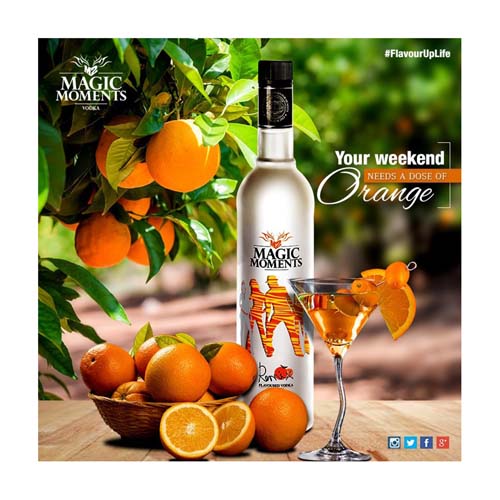 MAGIC
MOMENTS
VODKA
#FlavourUpLife
Your weekend
NEEDS A DOSE OF
Orange
MAGIC
MOMENTS
FLAVOURED VODKA